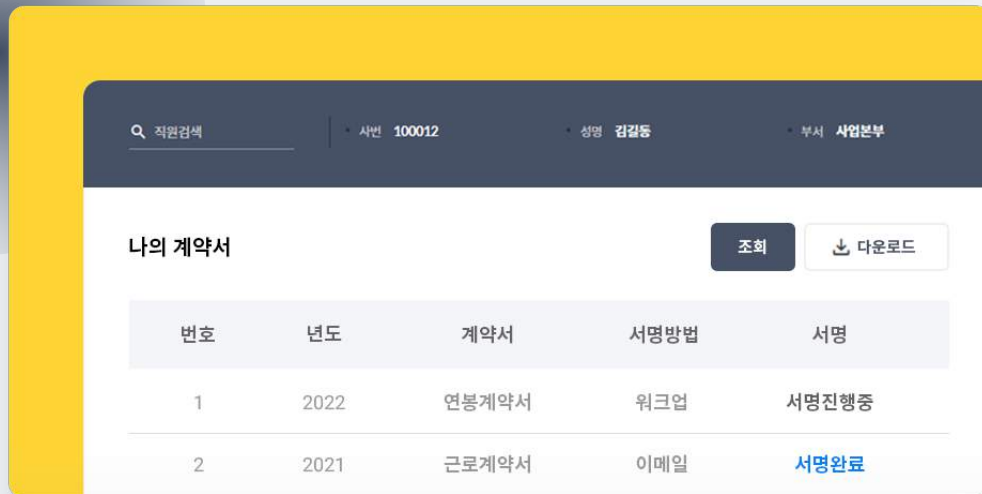 직원검색 사번 100012 성명 김길동 부서 사업본부
나의 계약서 조회 다운로드
번호 년도 계약서 서명방법 서명
1 2022 연봉계약서 워크업 서명진행중
2 2021 근로계약서 이메일 서명완료